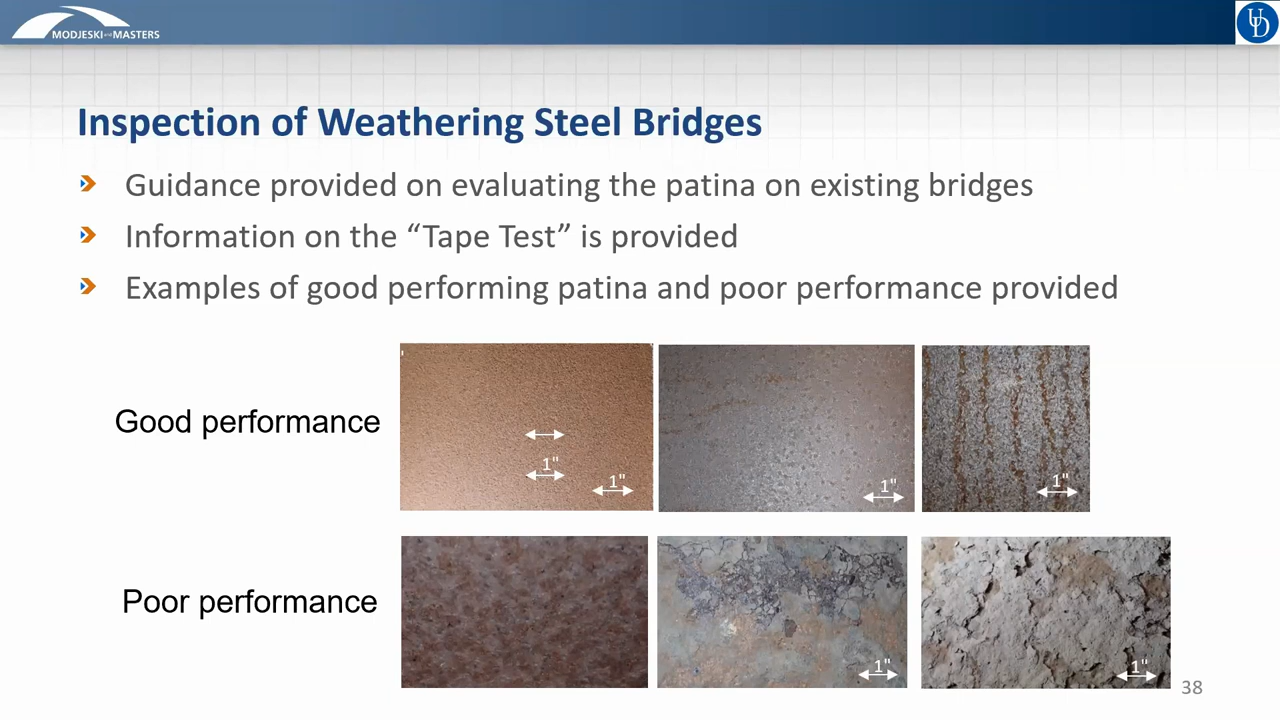 MODJESKI and MASTERS
UD
Inspection of Weathering Steel Bridges
Guidance provided on evaluating the patina on existing bridges
Information on the “Tape Test” is provided
Examples of good performing patina and poor performance provided
Good performance
1"
1"
1"
1"
Poor performance
1"
1"
38